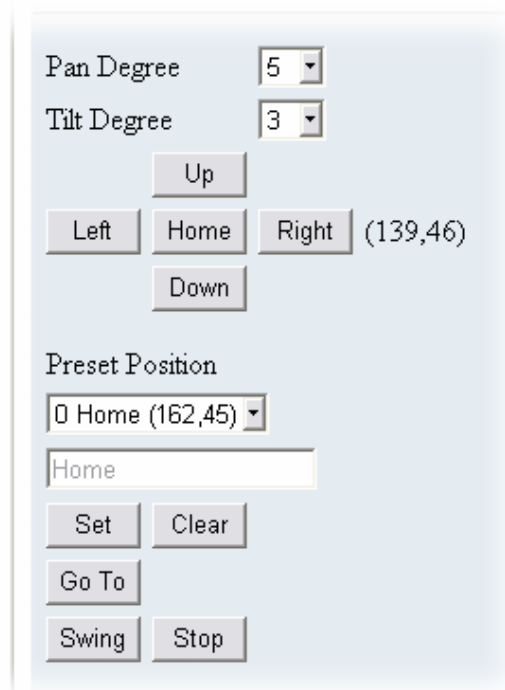 Pan Degree 5
Tilt Degree 3
Up
Left Home Right (139,46)
Down
Preset Position
0 Home (162,45)
Home
Set Clear
Go To
Swing Stop